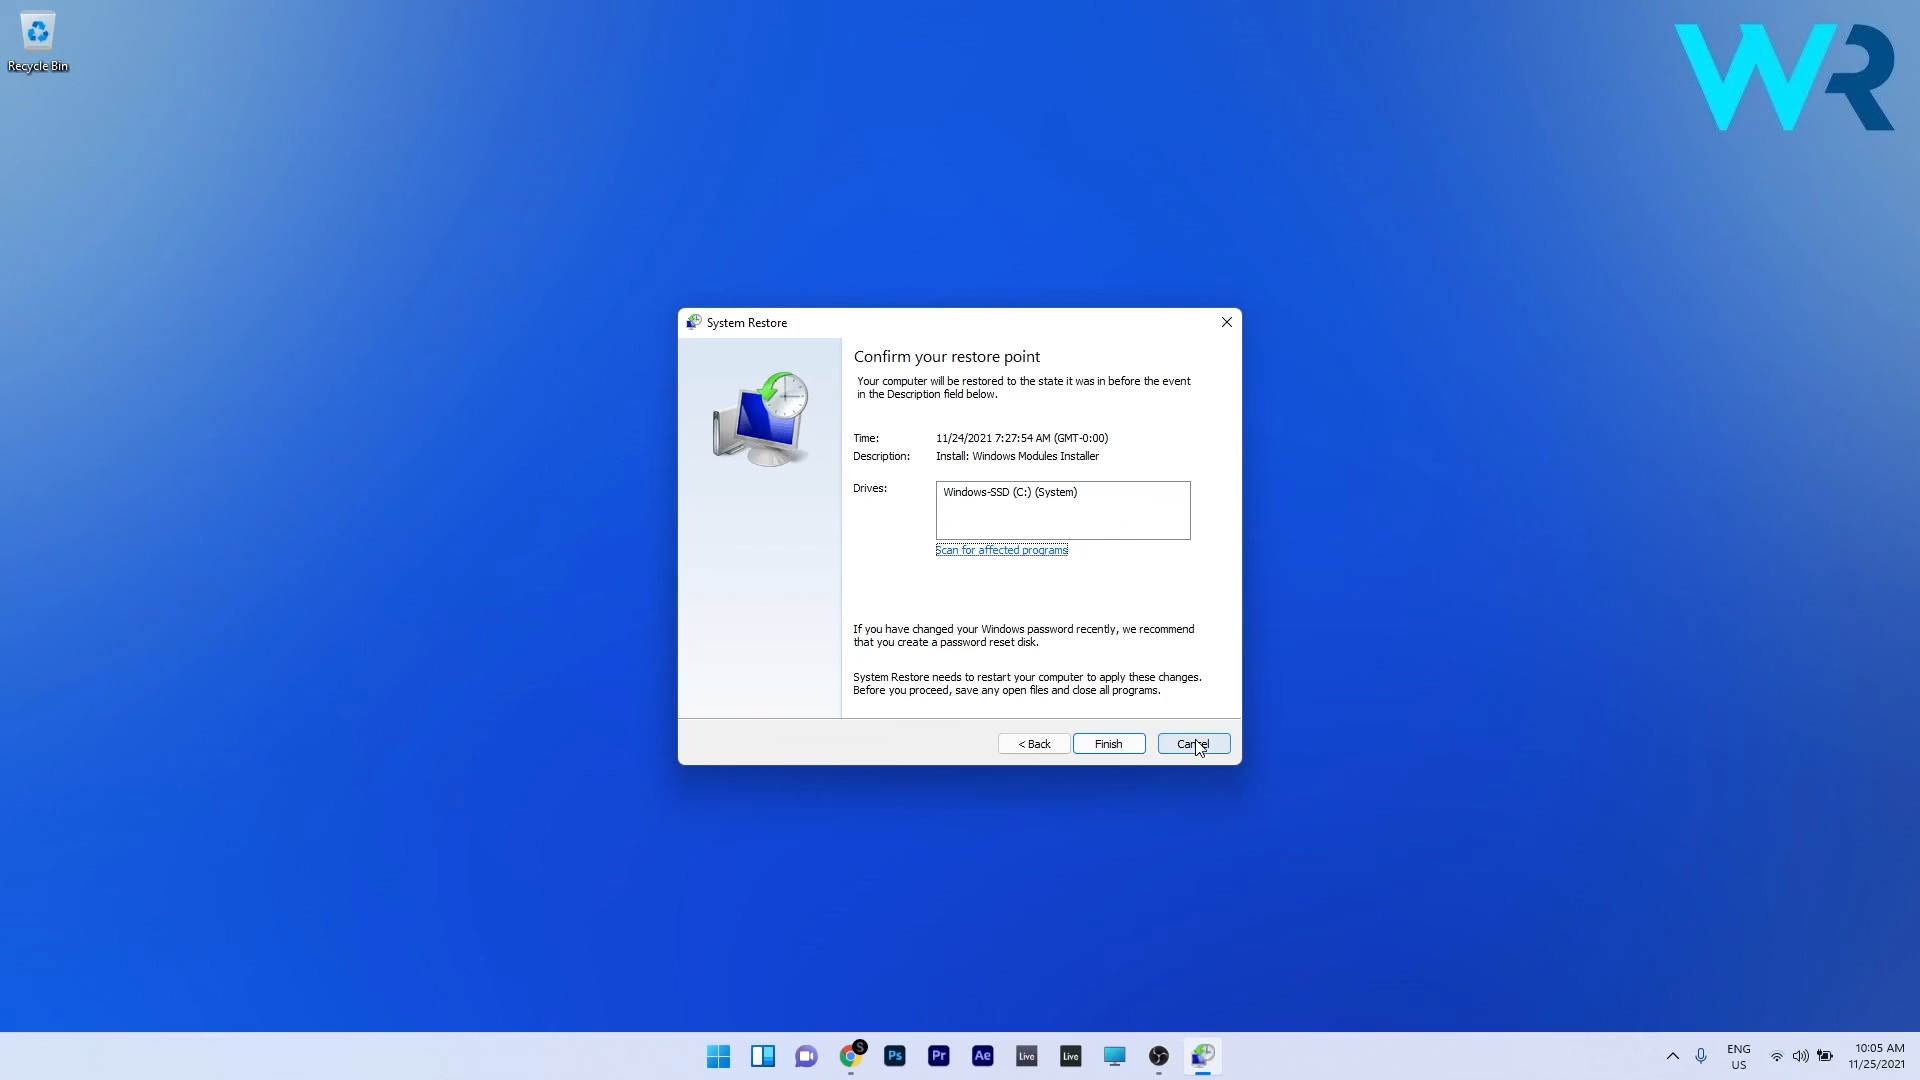 Recycle Bin
WR
System Restore
Confirm your restore point
Your computer will be restored to the state it was in before the event
in the Description field below.
Time: 11/24/2021 7:27:54 AM (GMT-0:00)
Description: Install: Windows Modules Installer
Drives: Windows-SSD (C:) (System)
Scan for affected programs
If you have changed your Windows password recently, we recommend
that you create a password reset disk.
System Restore needs to restart your computer to apply these changes.
Before you proceed, save any open files and close all programs.
< Back Finish Cancel
S Ps Pr Ae Live Live
ENG 10:05 AM
US 11/25/2021